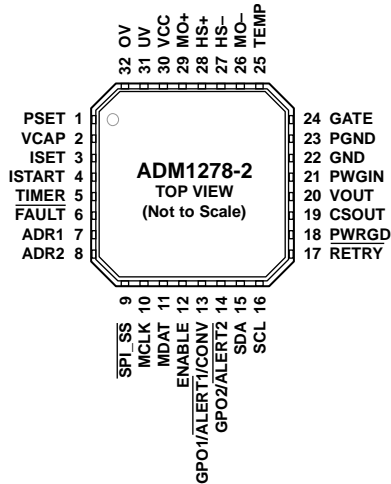 32 OV
31 UV
30 VCC
29 MO+
28 HS+
27 HS–
26 MO–
25 TEMP
PSET 1
VCAP 2
ISET 3
ISTART 4
TIMER 5
FAULT 6
ADR1 7
ADR2 8
ADM1278-2
TOP VIEW
(Not to Scale)
24 GATE
23 PGND
22 GND
21 PWGIN
20 VOUT
19 CSOUT
18 PWRGD
17 RETRY
SPI_SS 9
MCLK 10
MDAT 11
ENABLE 12
GPO1/ALERT1/CONV 13
GPO2/ALERT2 14
SDA 15
SCL 16